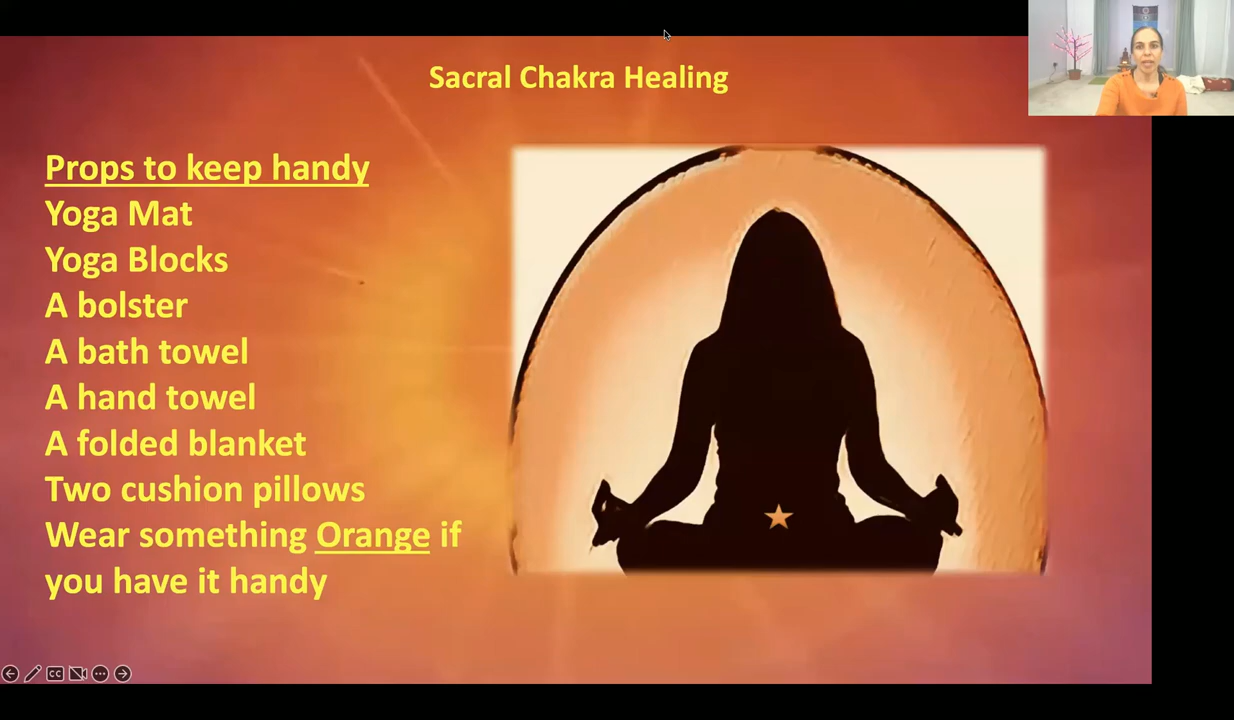 Sacral Chakra Healing
Props to keep handy
Yoga Mat
Yoga Blocks
A bolster
A bath towel
A hand towel
A folded blanket
Two cushion pillows
Wear something Orange if
you have it handy
CC